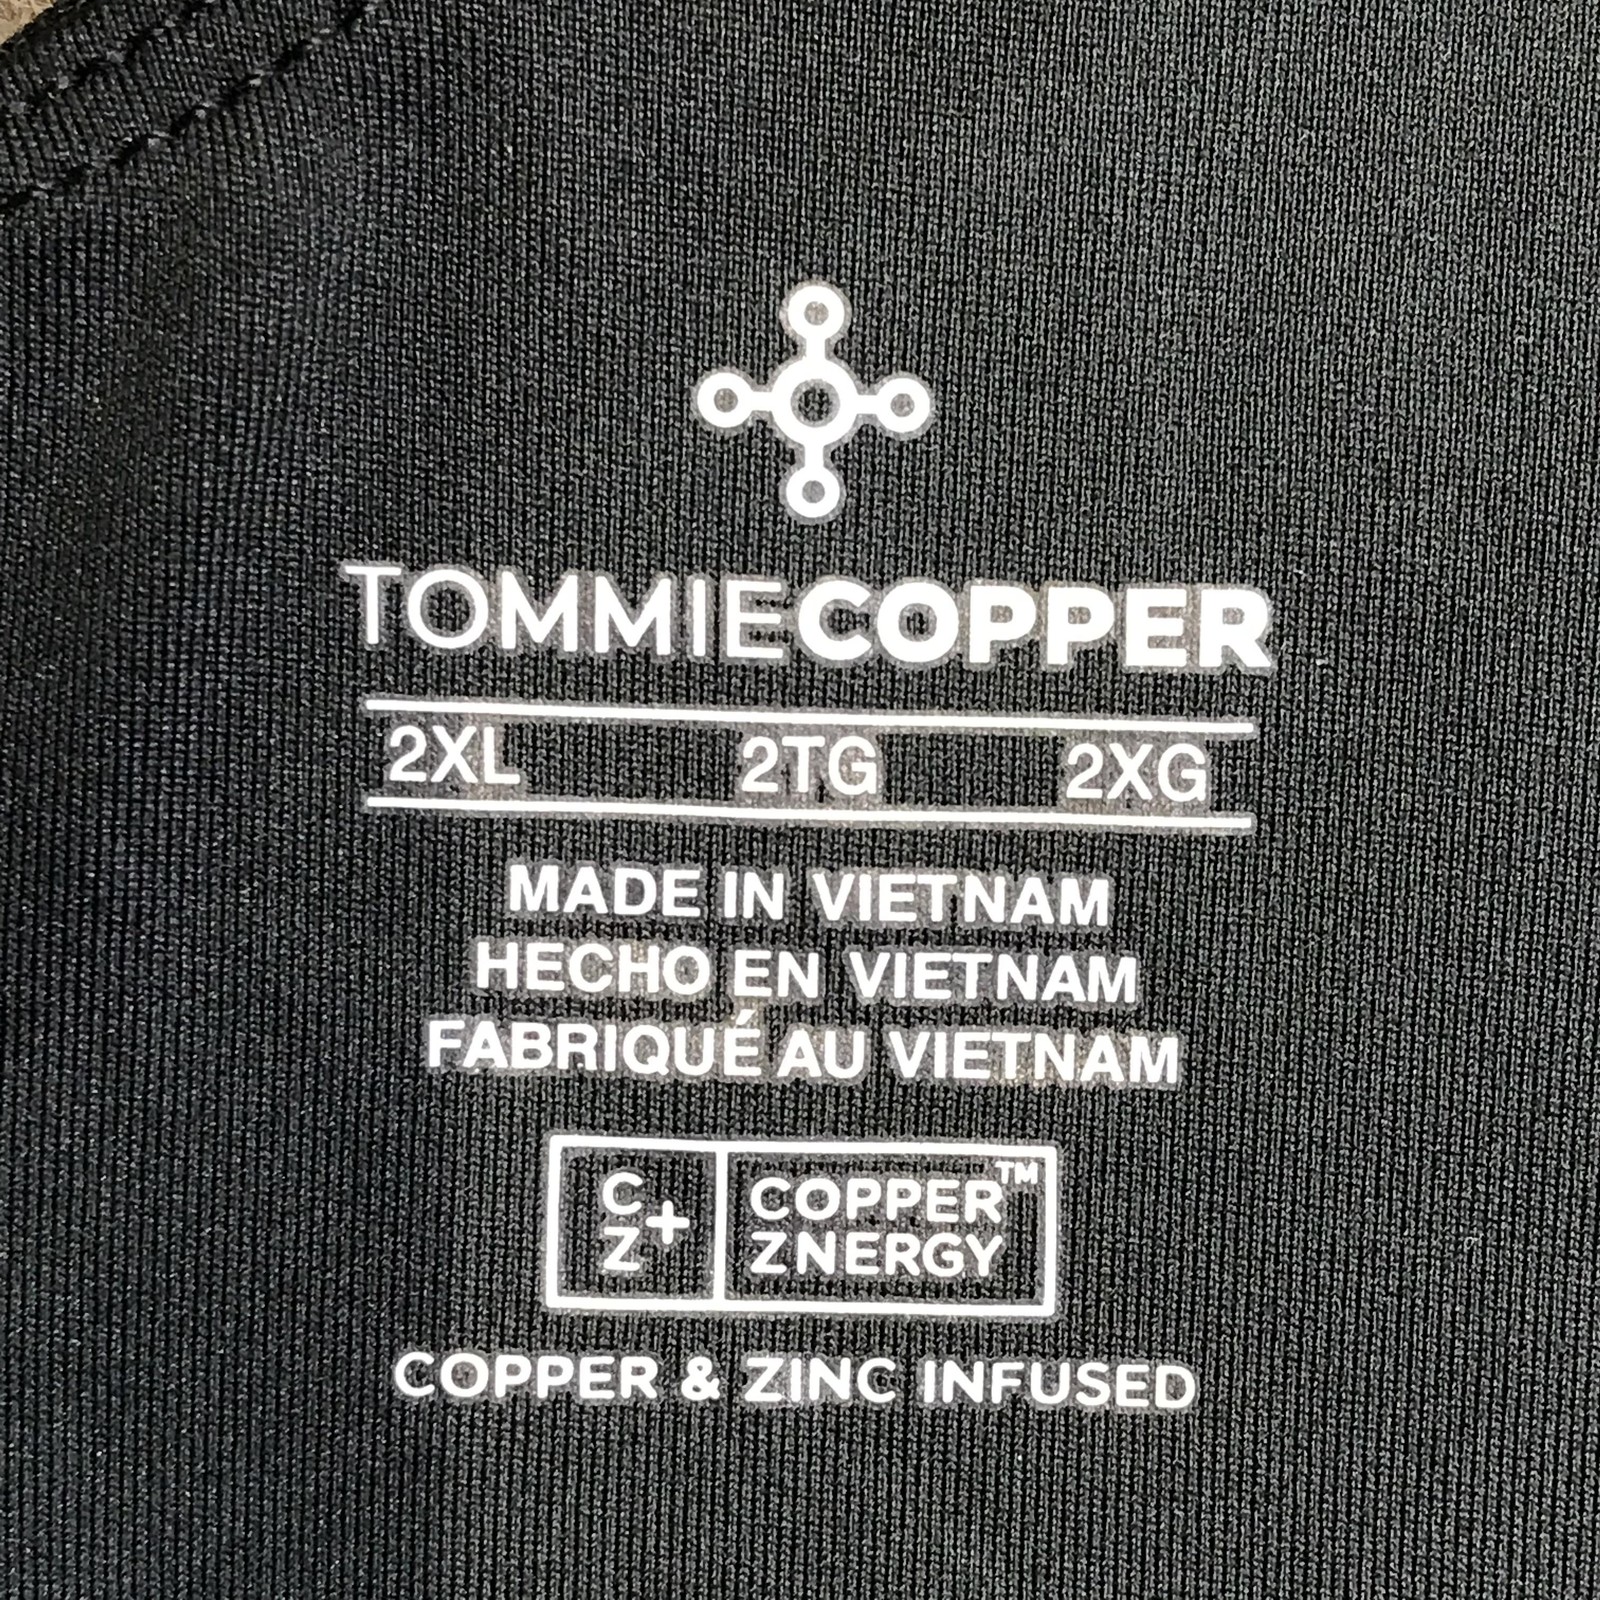 TOMMIECOPPER
2XL 2TG 2XG
MADE IN VIETNAM
HECHO EN VIETNAM
FABRIQUÉ AU VIETNAM
C
Z+
COPPER™
ZNERGY
COPPER & ZINC INFUSED